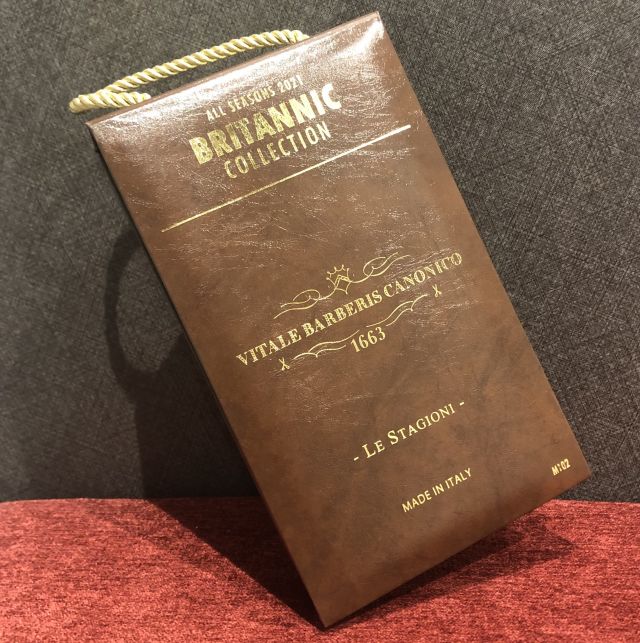 ALL SEASONS 2021
BRITANNIC
COLLECTION
VITALE BARBERIS CANONICO
1663
- LE STAGIONI -
MADE IN ITALY
M102